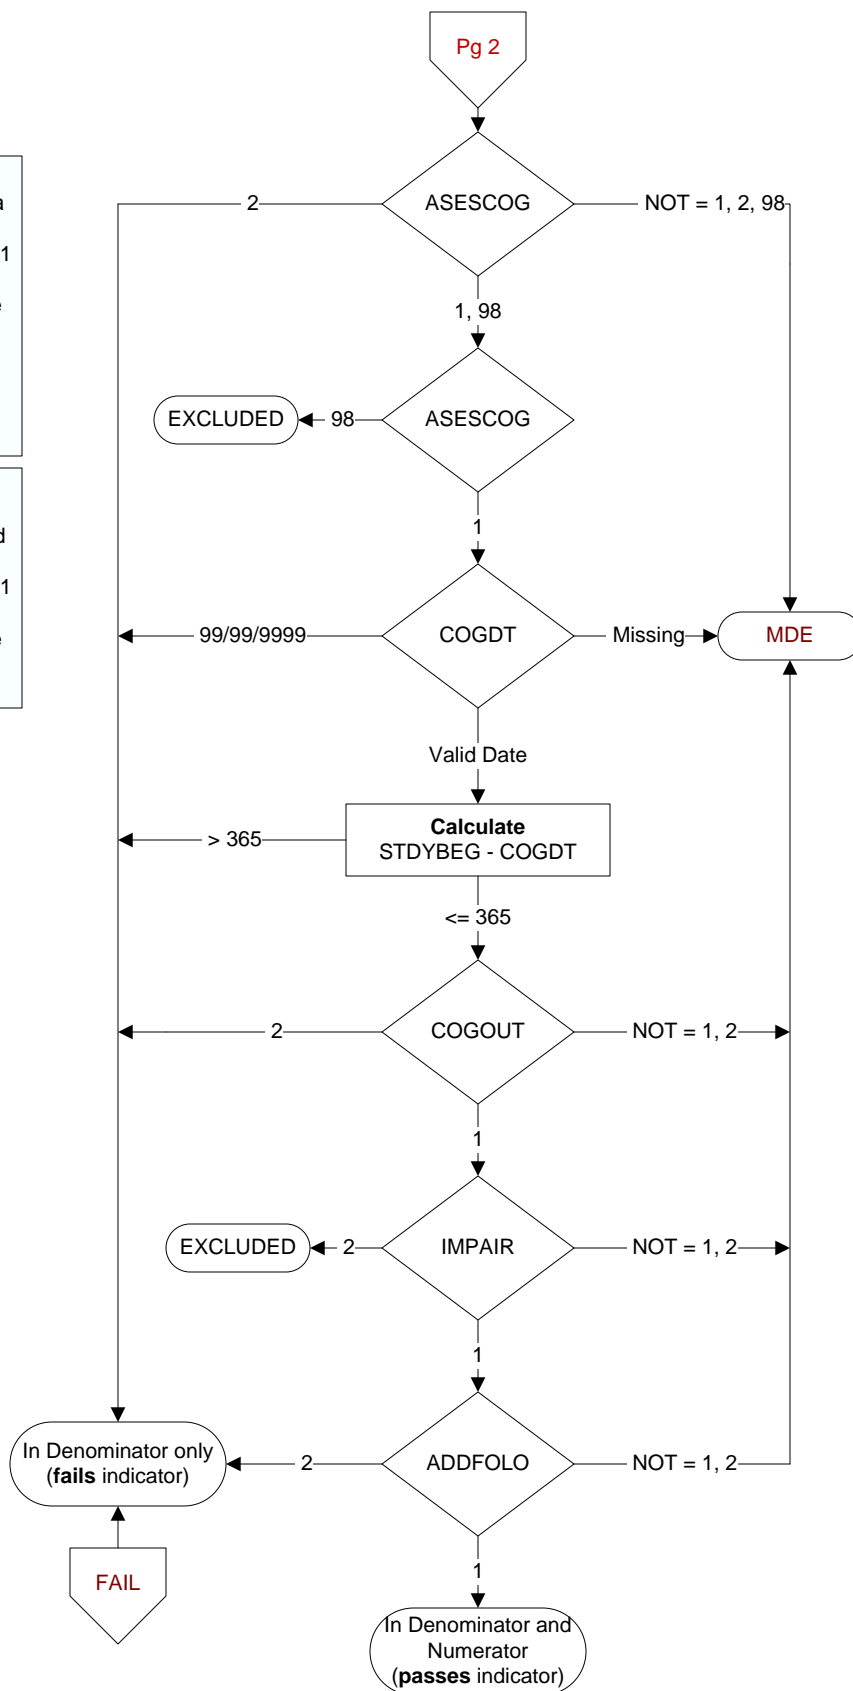 Pg 2
a
1
e
ASESCOG
2
NOT = 1, 2, 98
1, 98
ASESCOG
EXCLUDED
98
1
d
1
e
COGDT
99/99/9999
Missing
MDE
Valid Date
Calculate
STDYBEG - COGDT
> 365
<= 365
COGOUT
2
NOT = 1, 2
1
IMPAIR
EXCLUDED
2
NOT = 1, 2
1
ADDFOLO
In Denominator only
(fails indicator)
2
NOT = 1, 2
1
FAIL
In Denominator and
Numerator
(passes indicator)